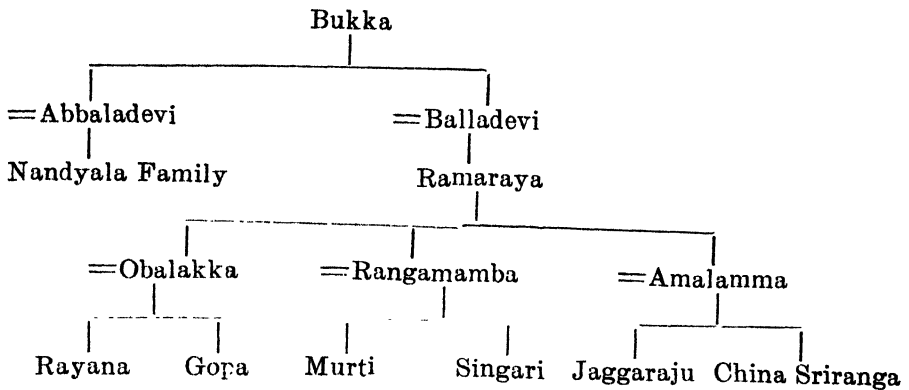 Bukka
=Abbaladevi =Balladevi
Nandyala Family Ramaraya
=Obalakka =Rangamamba =Amalamma
Rayana Gopa Murti Singari Jaggaraju China Sriranga